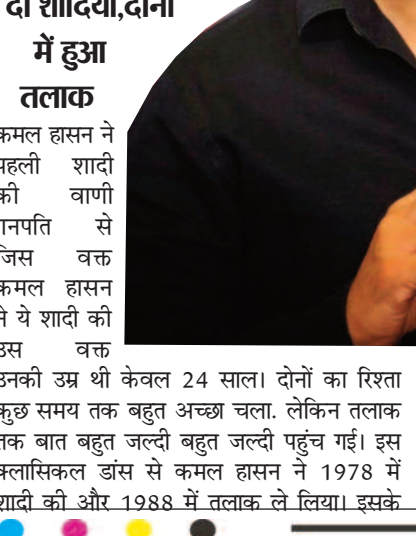 दो शादियां,दोनों
में हुआ
तलाक
कमल हासन ने
पहली शादी
की वाणी
गनपति से
जिस वक्त
कमल हासन
ने ये शादी की
उस वक्त
उनकी उम्र थी केवल 24 साल। दोनों का रिश्ता
कुछ समय तक बहुत अच्छा चला. लेकिन तलाक
तक बात बहुत जल्दी बहुत जल्दी पहुंच गई। इस
क्लासिकल डांस से कमल हासन ने 1978 में
शादी की और 1988 में तलाक ले लिया। इसके